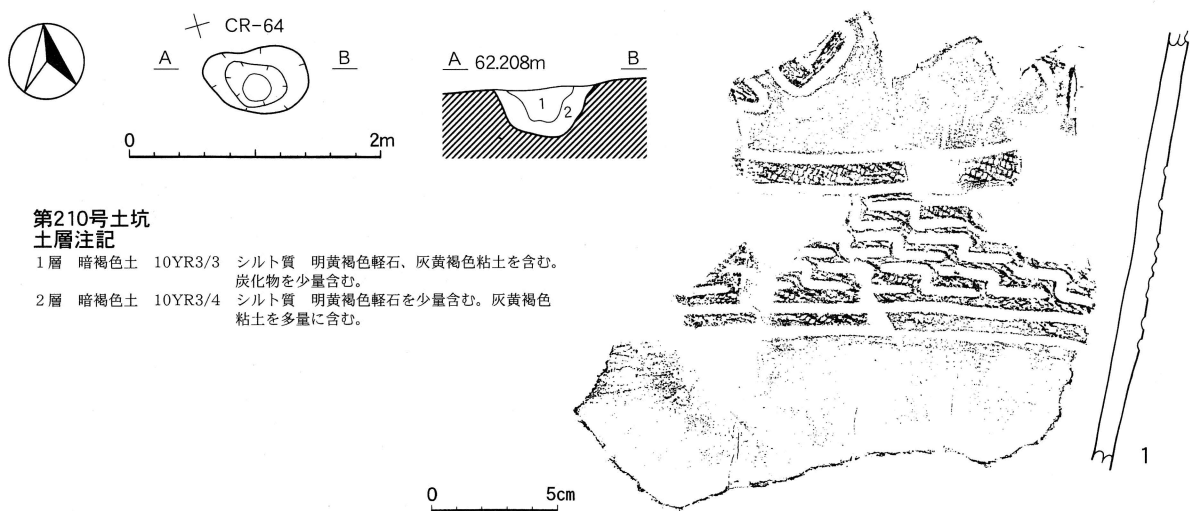 CR-64
A
B
0
2m
A 62.208m
B
1
2
第210号土坑
土層注記
1層 暗褐色土 10YR3/3 シルト質 明黄褐色軽石、灰黄褐色粘土を含む。
炭化物を少量含む。
2層 暗褐色土 10YR3/4 シルト質 明黄褐色軽石を少量含む。灰黄褐色
粘土を多量に含む。
0
5cm
1